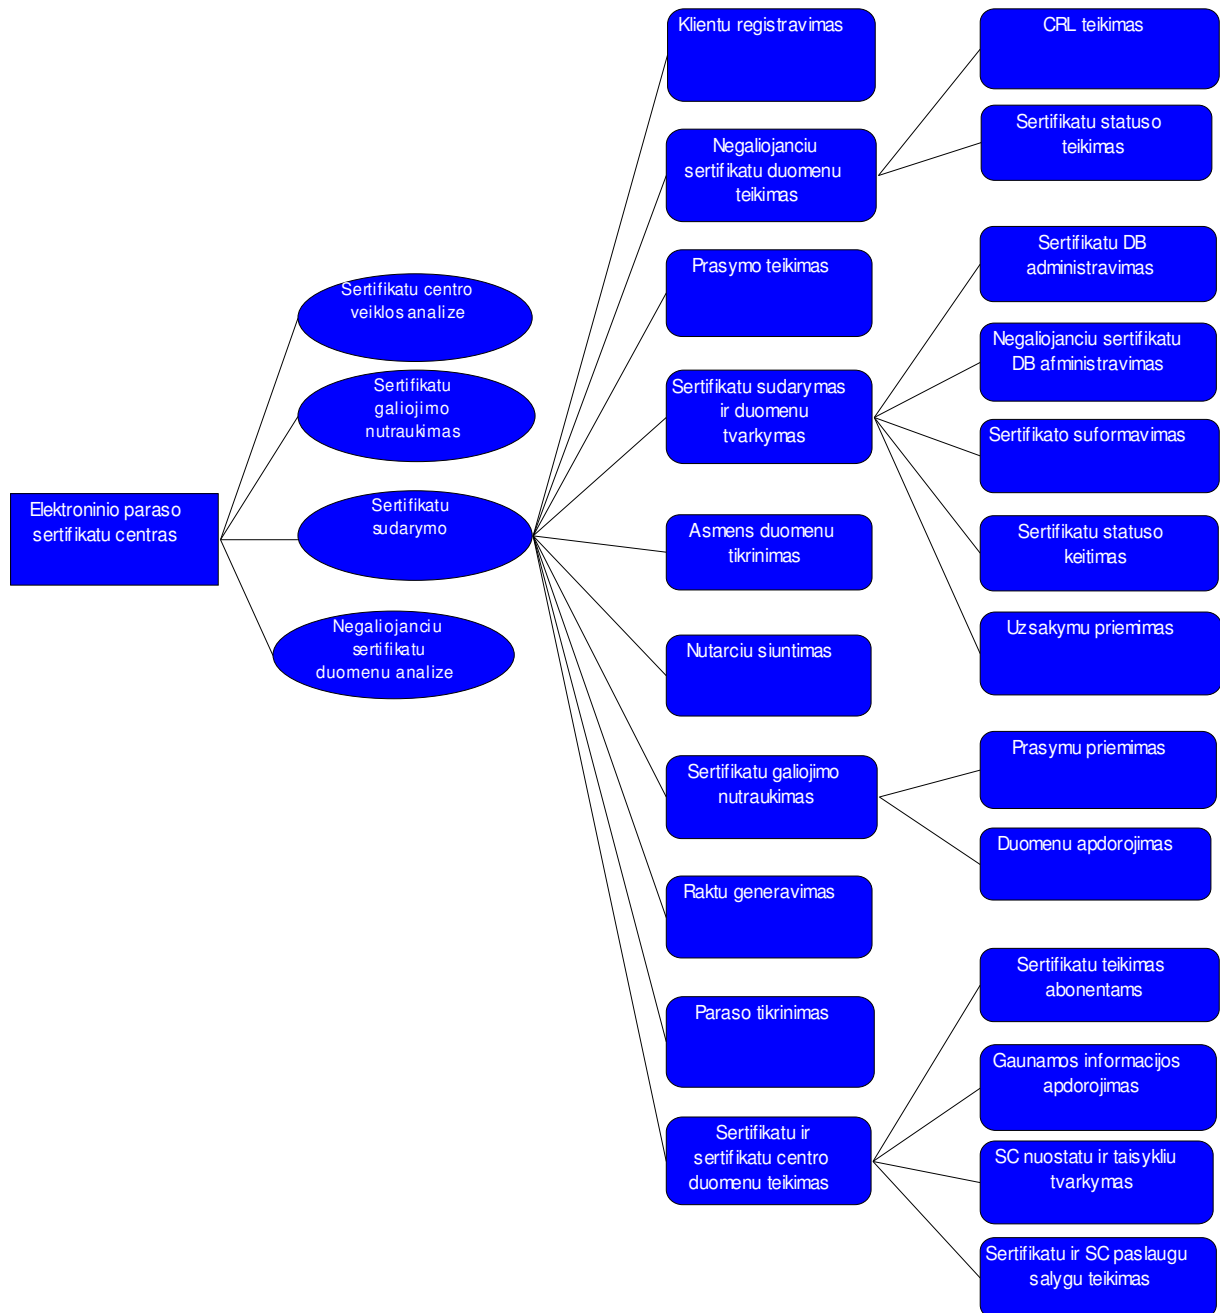 Elektroninio paraso
sertifikatu centras
Sertifikatu centro
veiklos analize
Sertifikatu
galiojimo
nutraukimas
Sertifikatu
sudarymo
Negaliojanciu
sertifikatu
duomenu analize
Klientu registravimas
Negaliojanciu
sertifikatu duomenu
teikimas
Prasymo teikimas
Sertifikatu sudarymas
ir duomenu
tvarkymas
Asmens duomenu
tikrinimas
Nutarciu siuntimas
Sertifikatu galiojimo
nutraukimas
Raktu generavimas
Paraso tikrinimas
Sertifikatu ir
sertifikatu centro
duomenu teikimas
CRL teikimas
Sertifikatu statuso
teikimas
Sertifikatu DB
administravimas
Negaliojanciu sertifikatu
DB afministravimas
Sertifikato suformavimas
Sertifikatu statuso
keitimas
Uzsakymu priemimas
Prasymu priemimas
Duomenu apdorojimas
Sertifikatu teikimas
abonentams
Gaunamos informacijos
apdorojimas
SC nuostatu ir taisykliu
tvarkymas
Sertifikatu ir SC paslaugu
salygu teikimas